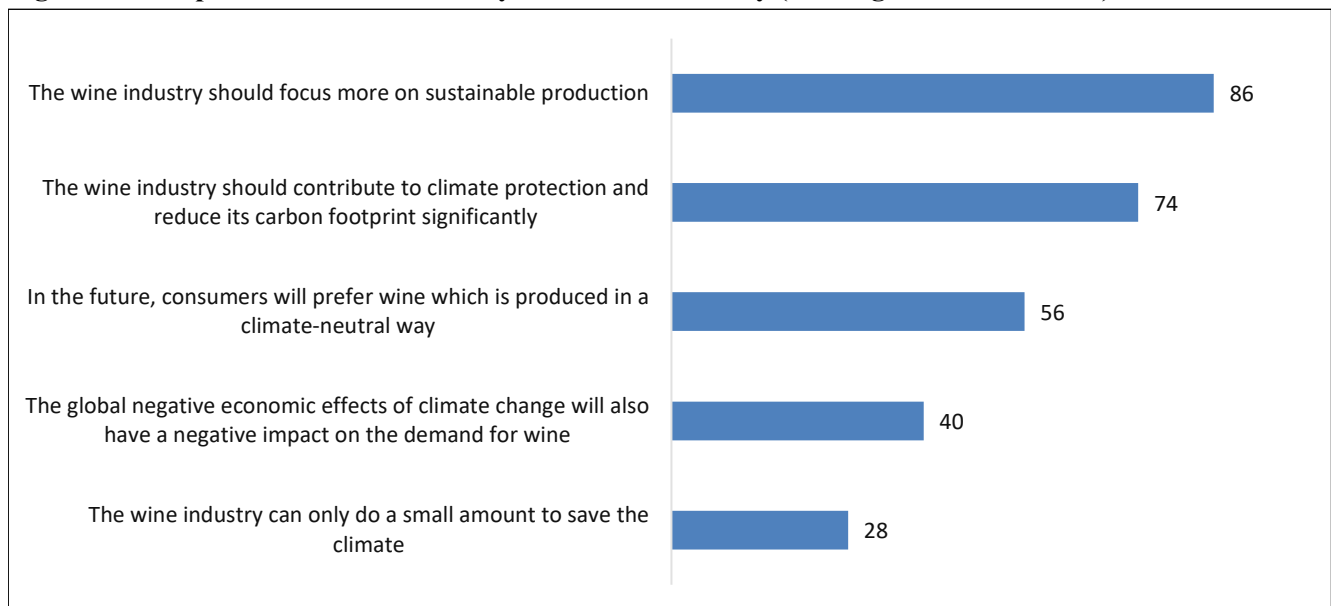 The wine industry should focus more on sustainable production
86
The wine industry should contribute to climate protection and
reduce its carbon footprint significantly
74
In the future, consumers will prefer wine which is produced in a
climate-neutral way
56
The global negative economic effects of climate change will also
have a negative impact on the demand for wine
40
The wine industry can only do a small amount to save the
climate
28